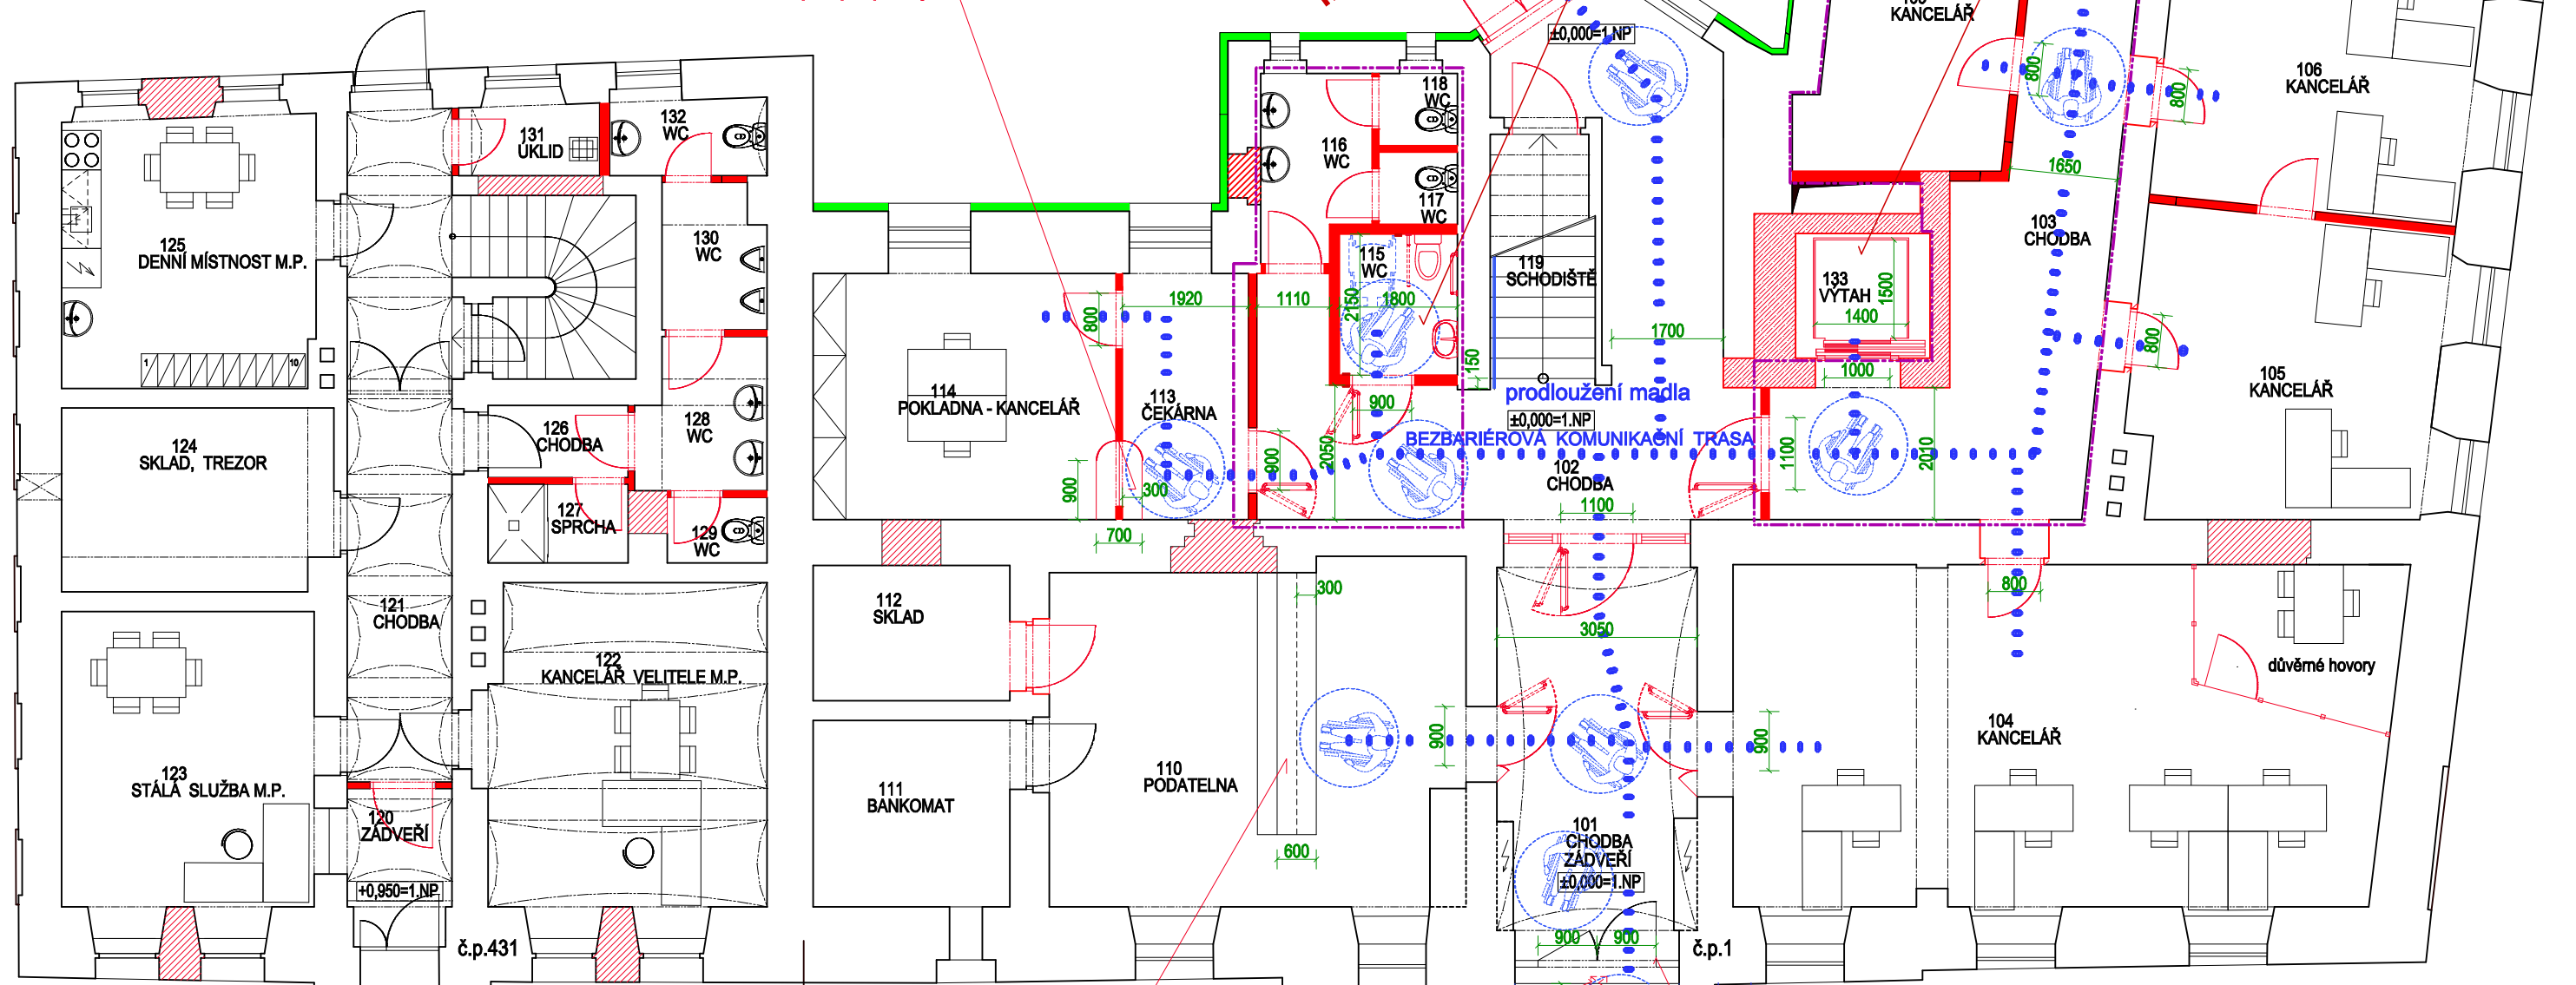 105
KANCELÁŘ
±0,000=1.NP
106
KANCELÁŘ
118
WC
132
WC
131
ÚKLID
116
WC
117
WC
800
800
1650
125
DENNÍ MÍSTNOST M.P.
130
WC
115
WC
119
SCHODIŠTĚ
103
CHODBA
133
VÝTAH
1500
1400
1920
1110
2150
1800
800
1700
800
150
1
10
1000
105
KANCELÁŘ
114
POKLADNA - KANCELÁŘ
113
ČEKÁRNA
900
prodloužení madla
±0,000=1.NP
126
CHODBA
128
WC
BEZBARIÉROVÁ KOMUNIKAČNÍ TRASA
124
SKLAD, TREZOR
900
2050
1100
2010
102
CHODBA
900
300
1100
127
SPRCHA
129
WC
700
300
800
112
SKLAD
121
CHODBA
3050
122
KANCELÁŘ VELITELE M.P.
důvěrné hovory
900
900
104
KANCELÁŘ
123
STÁLÁ SLUŽBA M.P.
110
PODATELNA
111
BANKOMAT
120
ZÁDVEŘÍ
101
CHODBA
ZÁDVEŘÍ
±0,000=1.NP
600
+0,950=1.NP
č.p.431
900
900
č.p.1